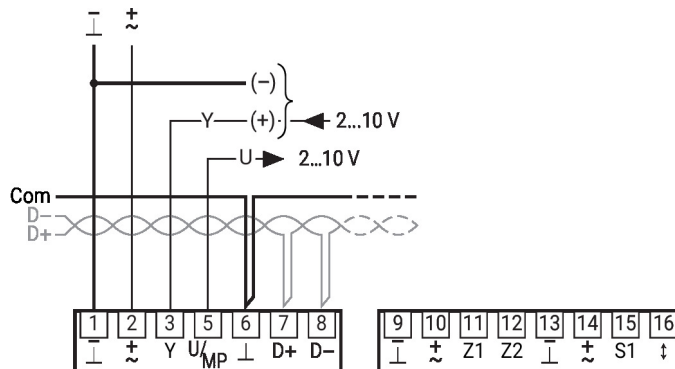 ⊥ ~
− +
(−)
Y (+) 2...10 V
U 2...10 V
Com
D−
D+
1 2 3 5 6 7 8 9 10 11 12 13 14 15 16
⊥ ~ Y U/MP ⊥ D+ D− ⊥ ~ Z1 Z2 ⊥ ~ S1 ↕